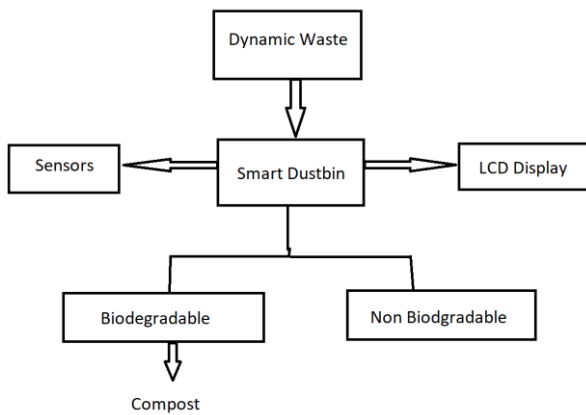 Dynamic Waste
Sensors
Smart Dustbin
LCD Display
Biodegradable
Non Biodgradable
Compost